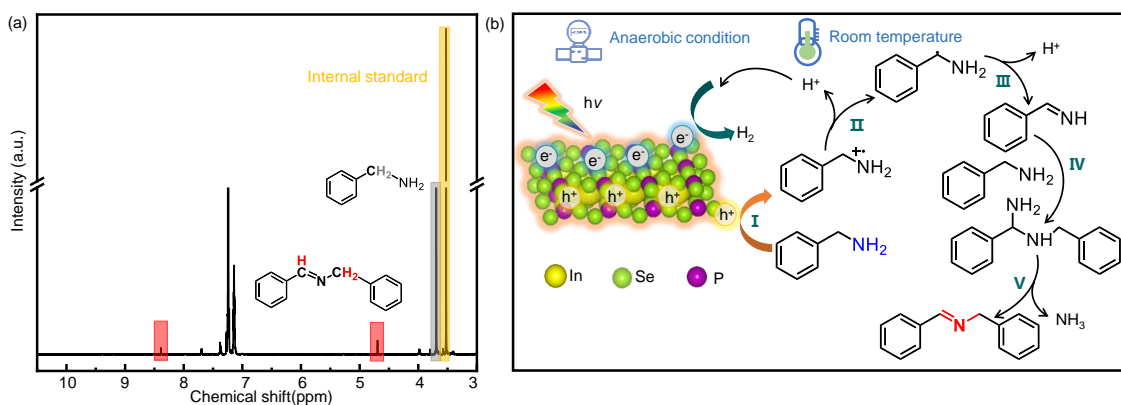 (a)
Internal standard
CH2
NH2
H
C
N
CH2
Intensity (a.u.)
10
9
8
7
6
5
4
3
Chemical shift(ppm)
(b)
Anaerobic condition
Room temperature
hν
H+
H2
e-
e-
e-
e-
e-
h+
h+
h+
h+
In
Se
P
I
NH2
+•
NH2
II
NH2
III
H+
NH
IV
NH2
NH2
NH
V
N
NH3